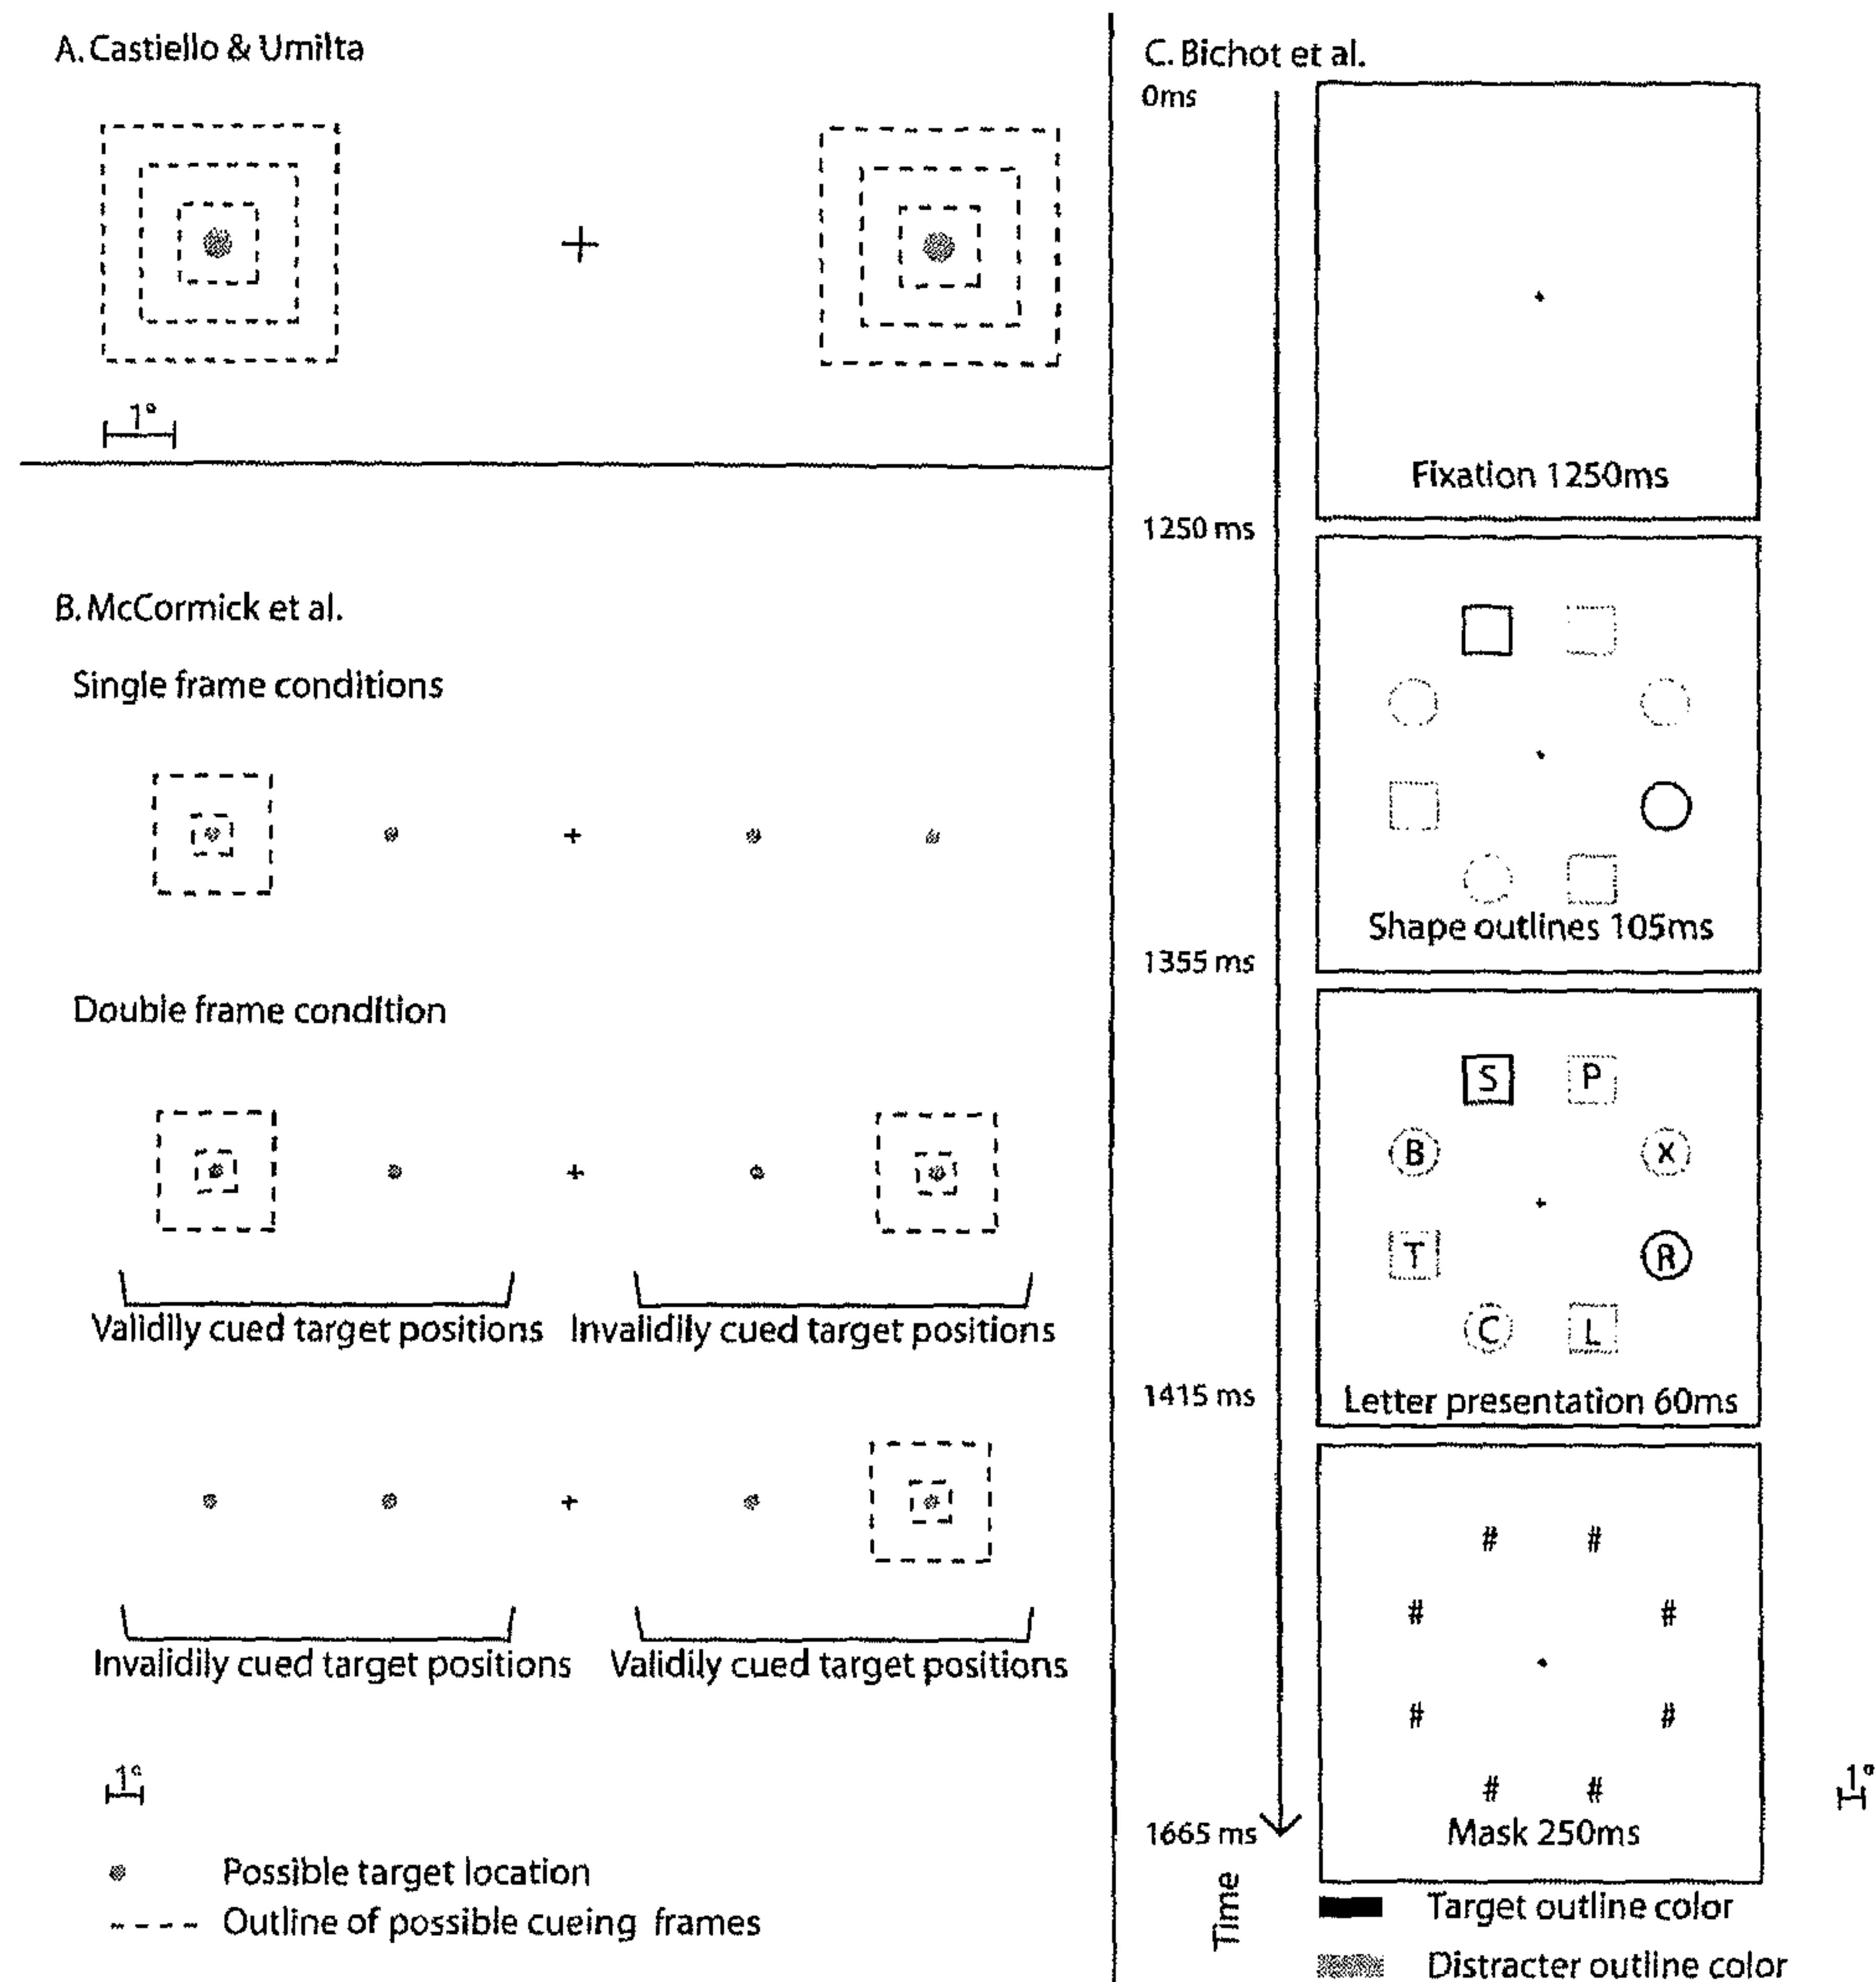 A. Castiello & Umilta
+
1°
B. McCormick et al.
Single frame conditions
+
Double frame condition
+
Validily cued target positions
Invalidily cued target positions
+
Invalidily cued target positions
Validily cued target positions
1°
Possible target location
Outline of possible cueing frames
C. Bichot et al.
0ms
Fixation 1250ms
1250 ms
Shape outlines 105ms
1355 ms
S P
B X
+
T R
C L
Letter presentation 60ms
1415 ms
# #
# #
# #
# #
Mask 250ms
1665 ms
Time
1°
Target outline color
Distracter outline color